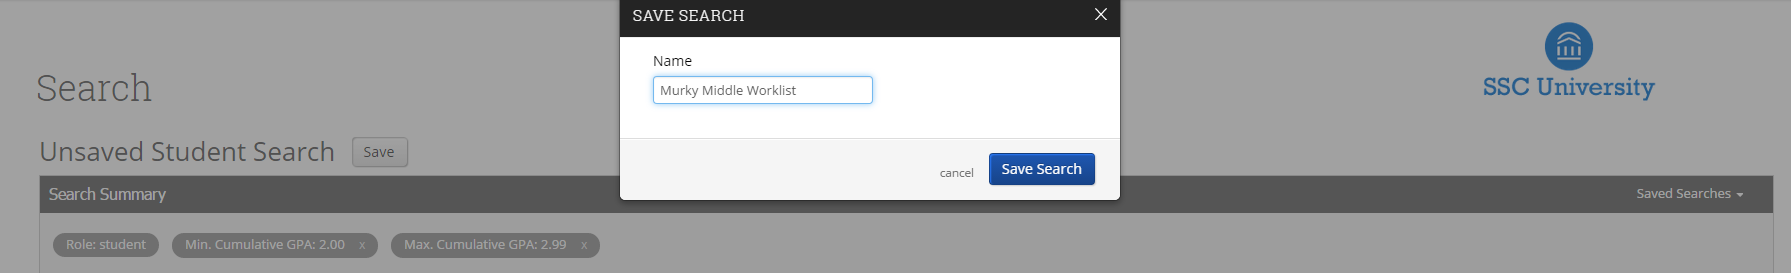 SAVE SEARCH
Name
Murky Middle Worklist
cancel
Save Search
SSC University
Search
Unsaved Student Search
Save
Search Summary
Saved Searches
Role: student
Min. Cumulative GPA: 2.00 x
Max. Cumulative GPA: 2.99 x